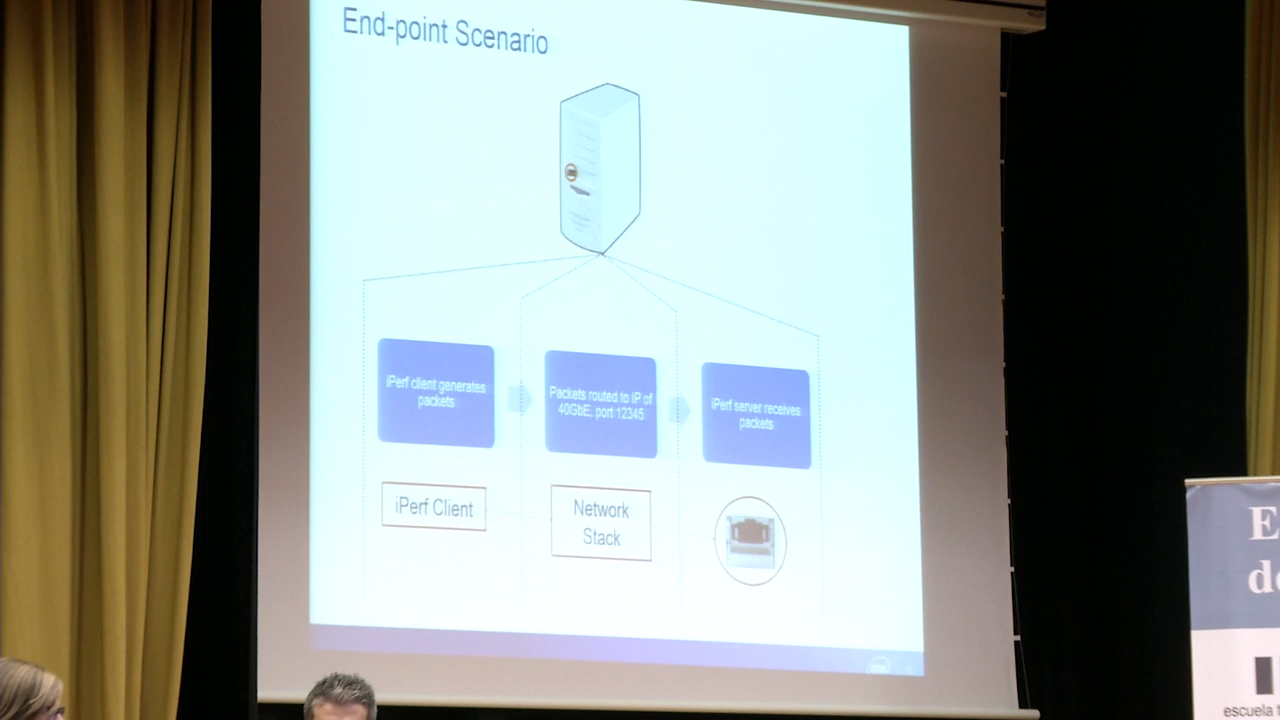 End-point Scenario
iPerf client generates
packets
Packets routed to IP of
40GbE, port 12345
iPerf server receives
packets
iPerf Client
Network
Stack
E
de
escuela